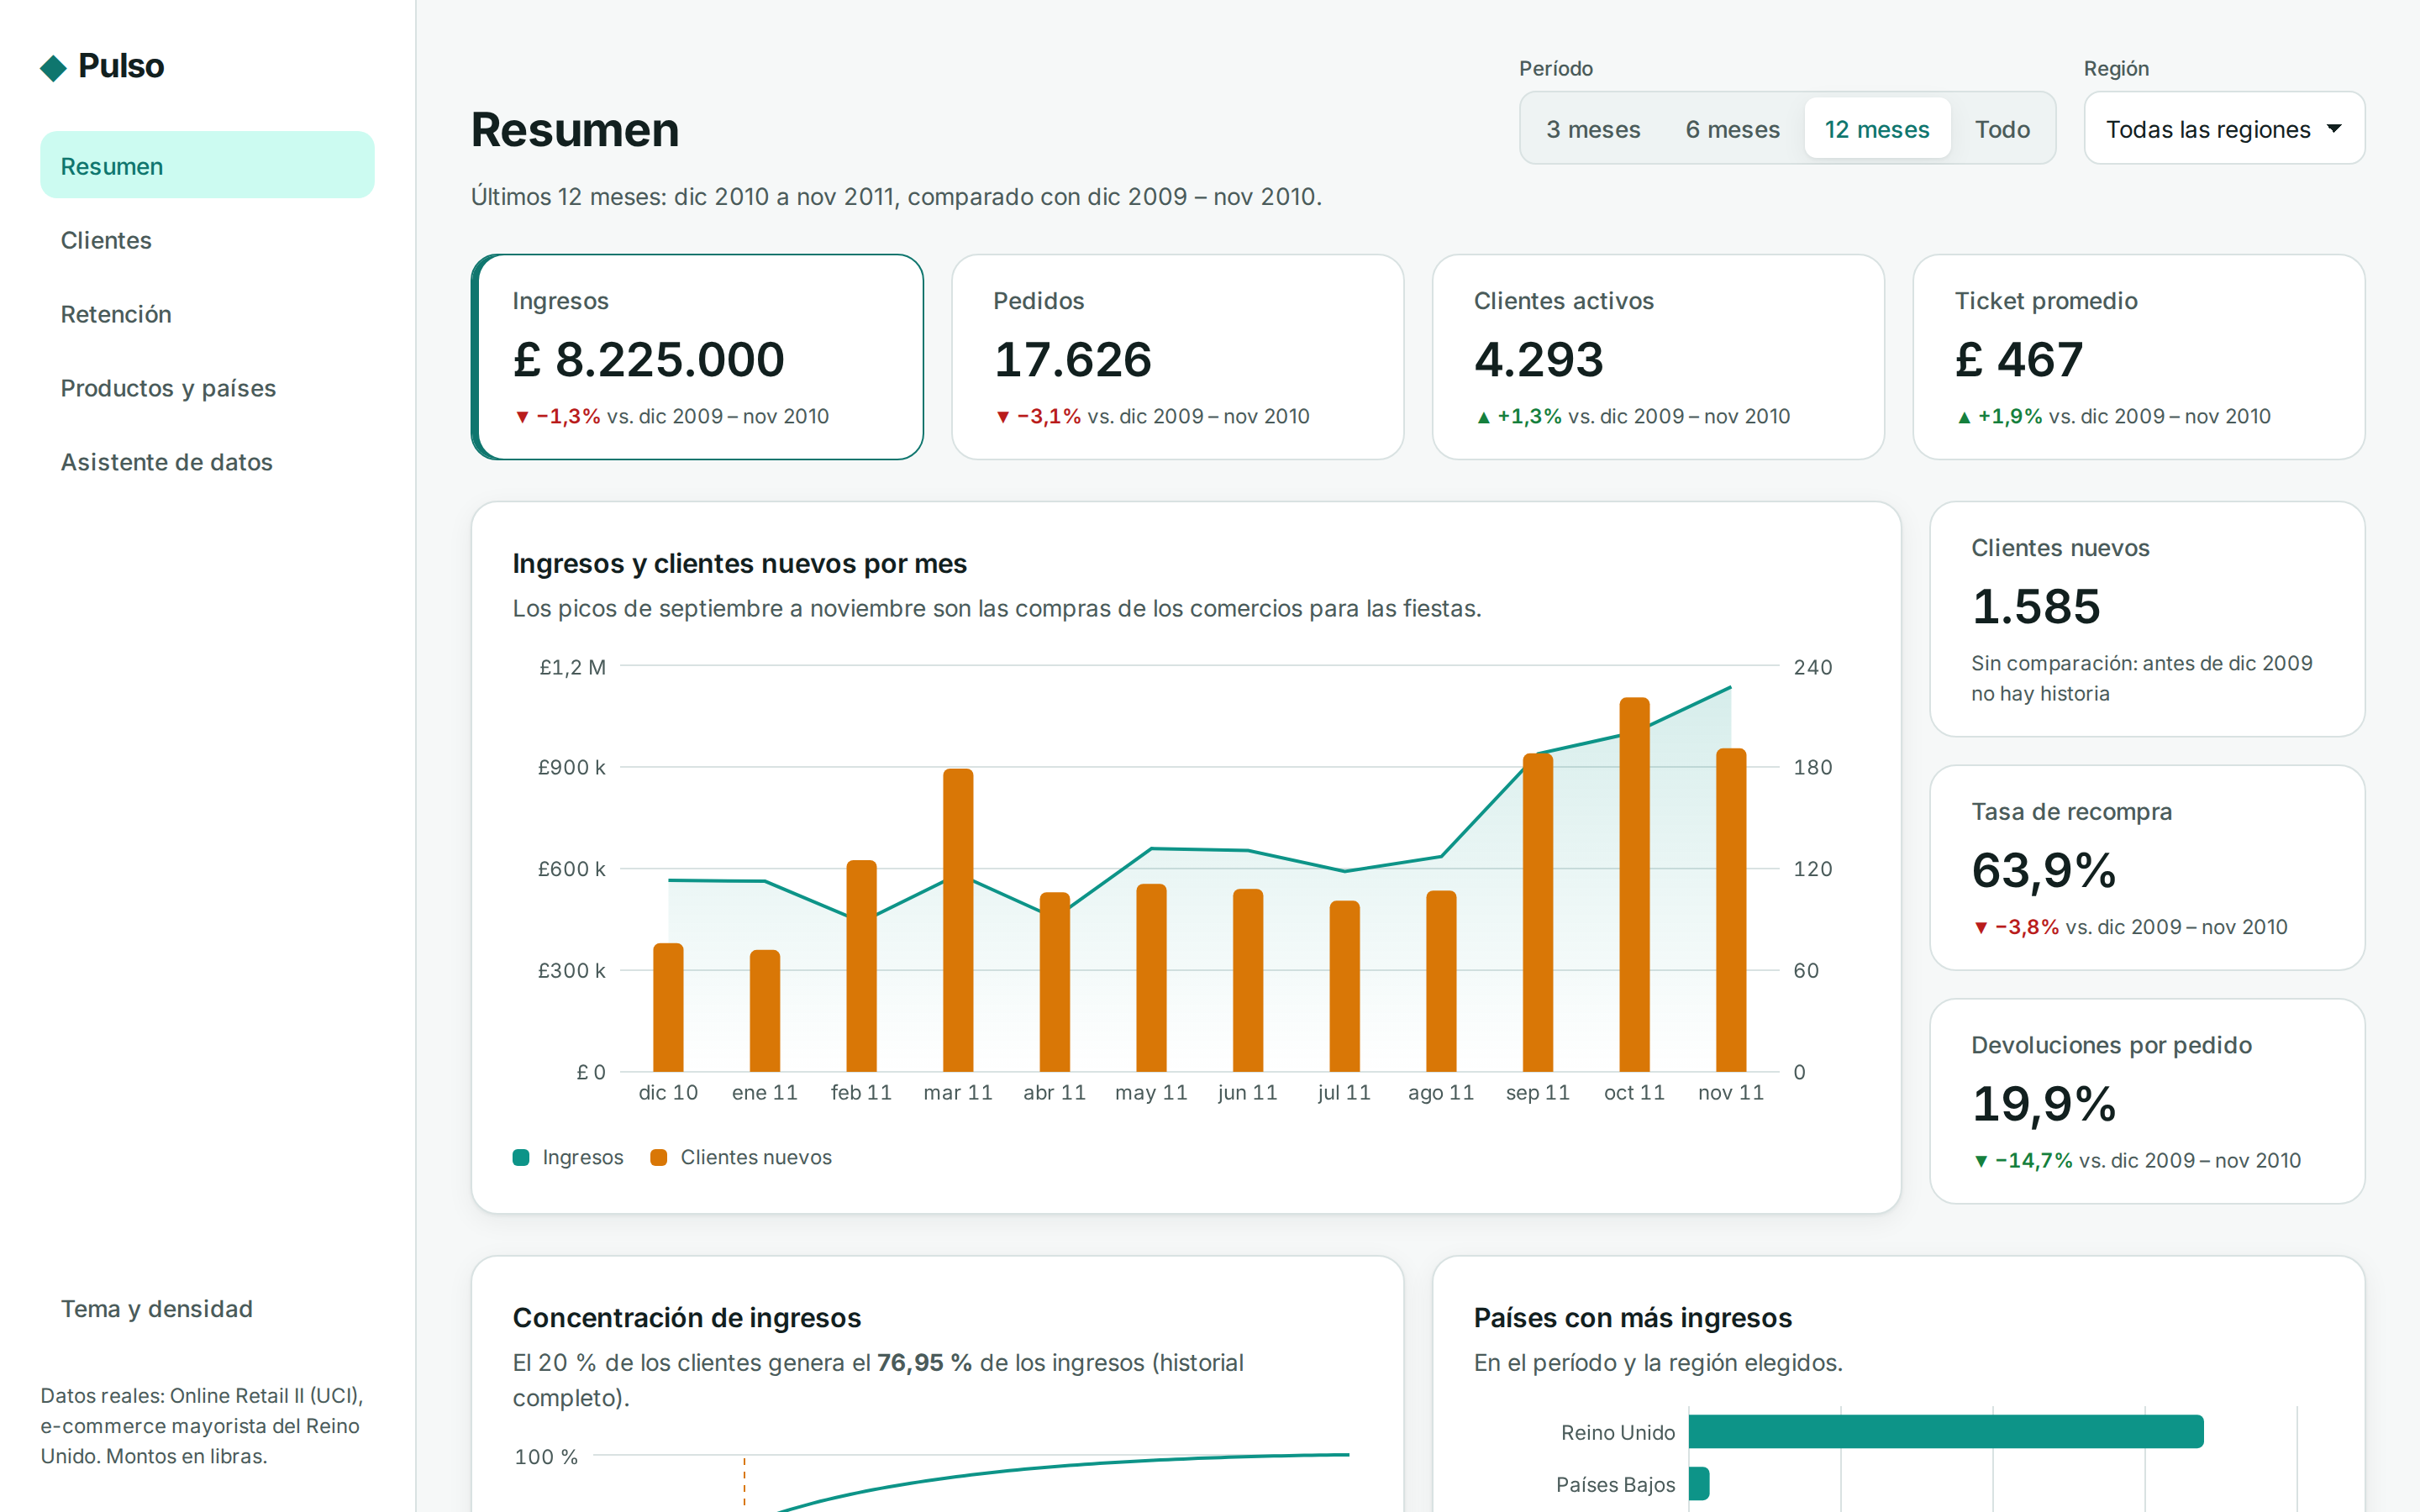 Pulso
Resumen
Clientes
Retención
Productos y países
Asistente de datos
Tema y densidad
Datos reales: Online Retail II (UCI),
e-commerce mayorista del Reino
Unido. Montos en libras.
Resumen
Período
3 meses 6 meses 12 meses Todo
Región
Todas las regiones
Últimos 12 meses: dic 2010 a nov 2011, comparado con dic 2009 – nov 2010.
Ingresos
£ 8.225.000
▼ −1,3% vs. dic 2009 – nov 2010
Pedidos
17.626
▼ −3,1% vs. dic 2009 – nov 2010
Clientes activos
4.293
▲ +1,3% vs. dic 2009 – nov 2010
Ticket promedio
£ 467
▲ +1,9% vs. dic 2009 – nov 2010
Ingresos y clientes nuevos por mes
Los picos de septiembre a noviembre son las compras de los comercios para las fiestas.
£1,2 M 240
£900 k 180
£600 k 120
£300 k 60
£ 0 0
dic 10 ene 11 feb 11 mar 11 abr 11 may 11 jun 11 jul 11 ago 11 sep 11 oct 11 nov 11
Ingresos Clientes nuevos
Clientes nuevos
1.585
Sin comparación: antes de dic 2009
no hay historia
Tasa de recompra
63,9%
▼ −3,8% vs. dic 2009 – nov 2010
Devoluciones por pedido
19,9%
▼ −14,7% vs. dic 2009 – nov 2010
Concentración de ingresos
El 20 % de los clientes genera el 76,95 % de los ingresos (historial
completo).
100 %
Países con más ingresos
En el período y la región elegidos.
Reino Unido
Países Bajos